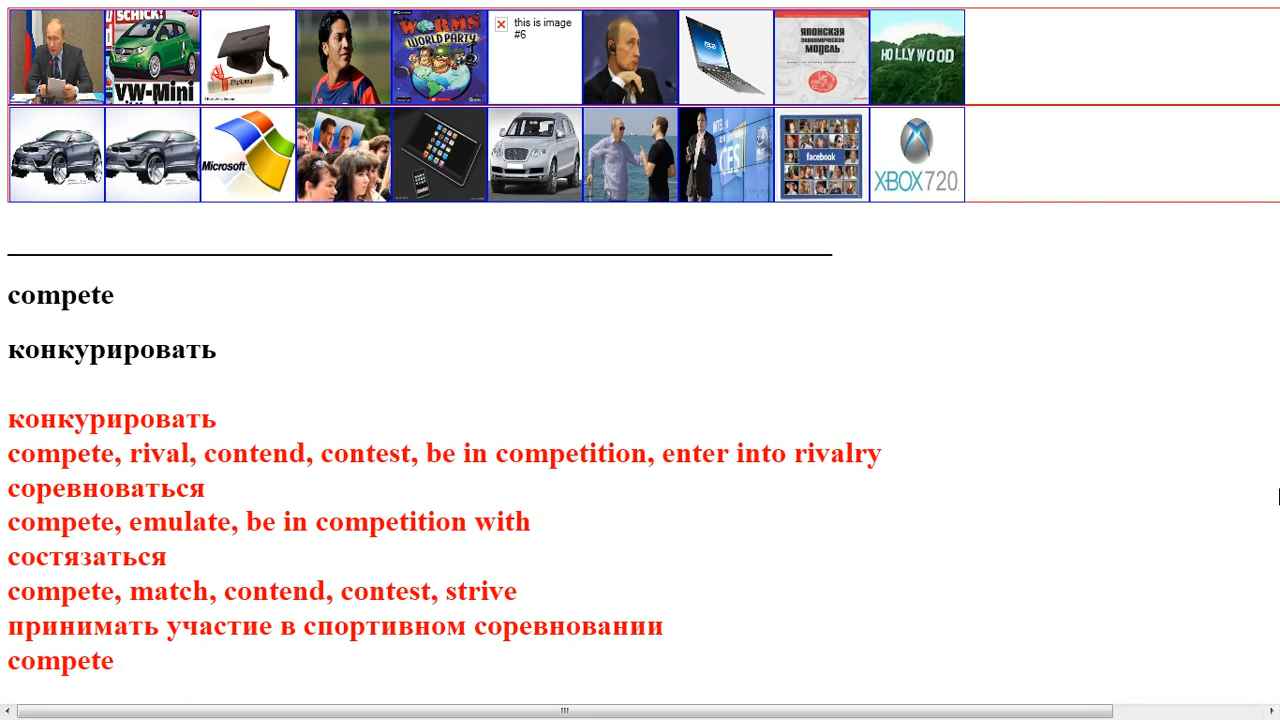 SCHICK!
VW-Mini
Diploma
WORMS
WORLD PARTY
this is image
#6
ASUS
ЯПОНСКАЯ
ЭКОНОМИЧЕСКАЯ
МОДЕЛЬ
HOLLYWOOD
Microsoft
facebook
XBOX720
compete
конкурировать
конкурировать
compete, rival, contend, contest, be in competition, enter into rivalry
соревноваться
compete, emulate, be in competition with
состязаться
compete, match, contend, contest, strive
принимать участие в спортивном соревновании
compete